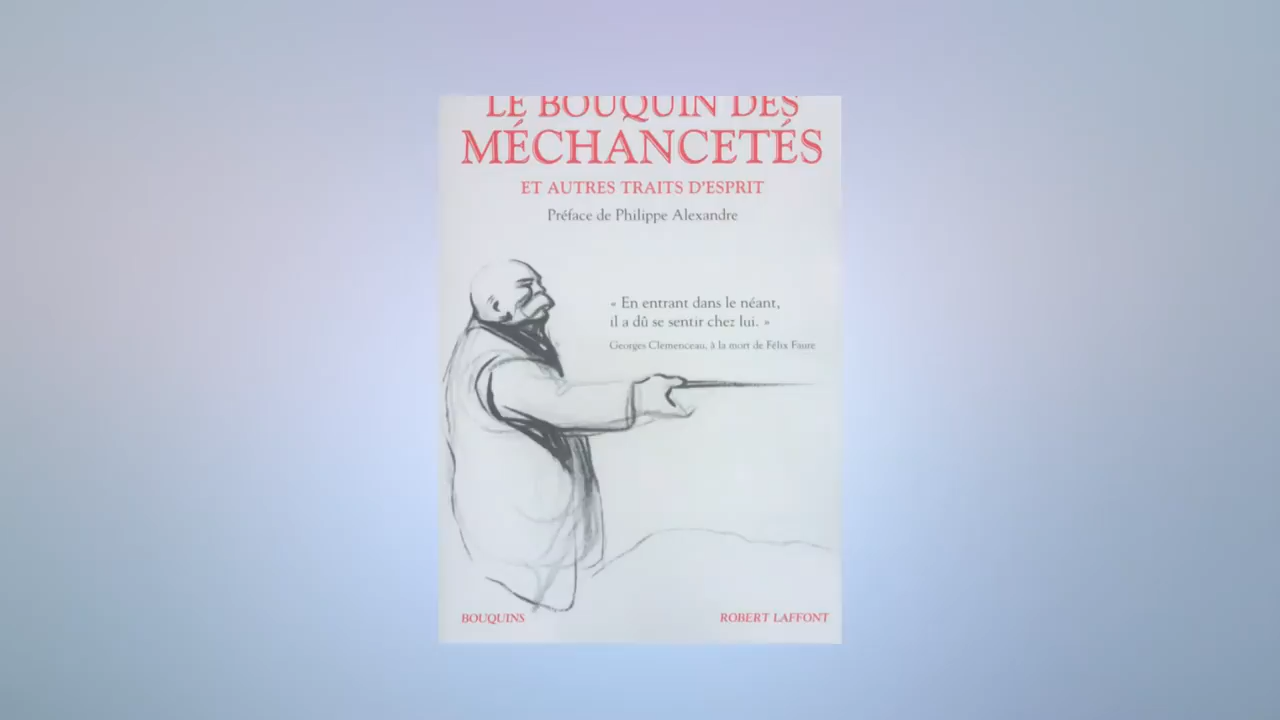 LE BOUQUIN DES
MÉCHANCETÉS
ET AUTRES TRAITS D'ESPRIT
Préface de Philippe Alexandre
« En entrant dans le néant,
il a dû se sentir chez lui. »
Georges Clemenceau, à la mort de Félix Faure
BOUQUINS
ROBERT LAFFONT